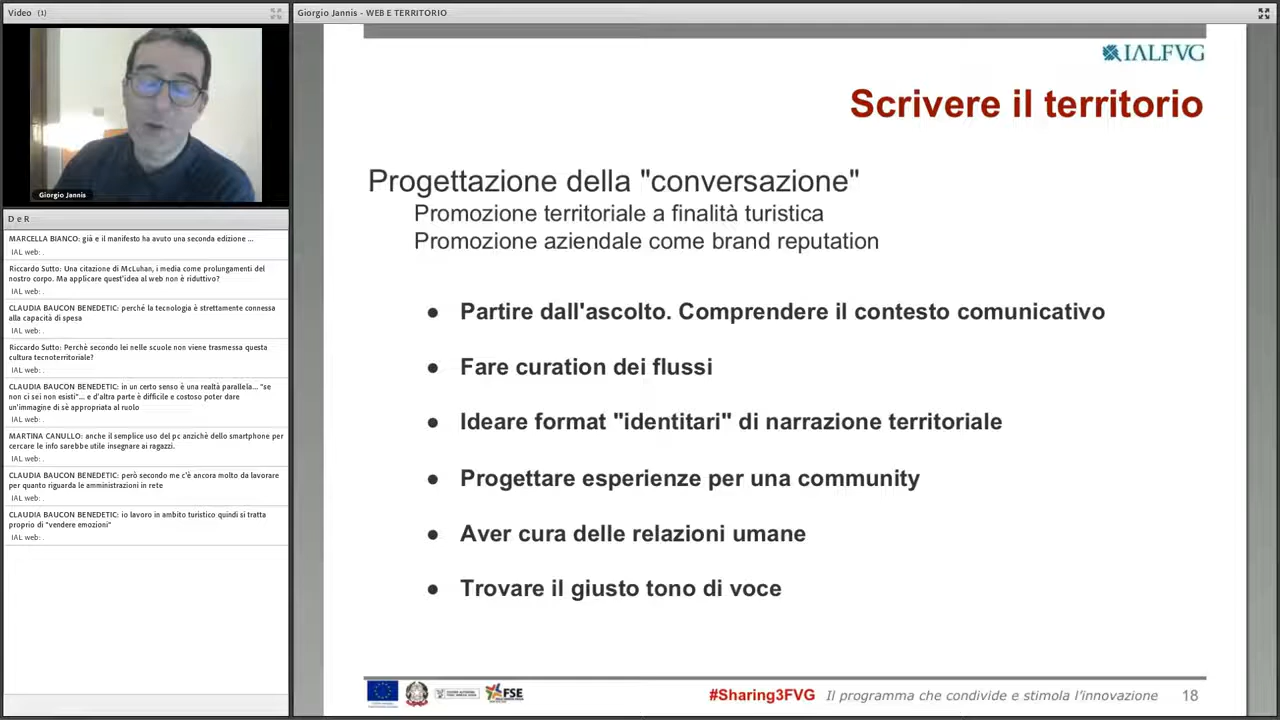 Video (1)
Giorgio Jannis - WEB E TERRITORIO
Giorgio Jannis
D e R
MARCELLA BIANCO: già e il manifesto ha avuto una seconda edizione ...
IAL web: .
Riccardo Sutto: Una citazione di McLuhan, i media come prolungamenti del
nostro corpo. Ma applicare quest'idea al web non è riduttivo?
IAL web: .
CLAUDIA BAUCON BENEDETIC: perché la tecnologia è strettamente connessa
alla capacità di spesa
IAL web: .
Riccardo Sutto: Perchè secondo lei nelle scuole non viene trasmessa questa
cultura tecnoterritoriale?
IAL web: .
CLAUDIA BAUCON BENEDETIC: in un certo senso è una realtà parallela... "se
non ci sei non esisti"... e d'altra parte è difficile e costoso poter dare
un'immagine di sè appropriata al ruolo
IAL web: .
MARTINA CANULLO: anche il semplice uso del pc anzichè dello smartphone per
cercare le info sarebbe utile insegnare ai ragazzi.
IAL web: .
CLAUDIA BAUCON BENEDETIC: però secondo me c'è ancora molto da lavorare
per quanto riguarda le amministrazioni in rete
IAL web: .
CLAUDIA BAUCON BENEDETIC: io lavoro in ambito turistico quindi si tratta
proprio di "vendere emozioni"
IAL web: .
IALFVG
Scrivere il territorio
Progettazione della "conversazione"
Promozione territoriale a finalità turistica
Promozione aziendale come brand reputation
● Partire dall'ascolto. Comprendere il contesto comunicativo
● Fare curation dei flussi
● Ideare format "identitari" di narrazione territoriale
● Progettare esperienze per una community
● Aver cura delle relazioni umane
● Trovare il giusto tono di voce
FSE
#Sharing3FVG Il programma che condivide e stimola l'innovazione 18